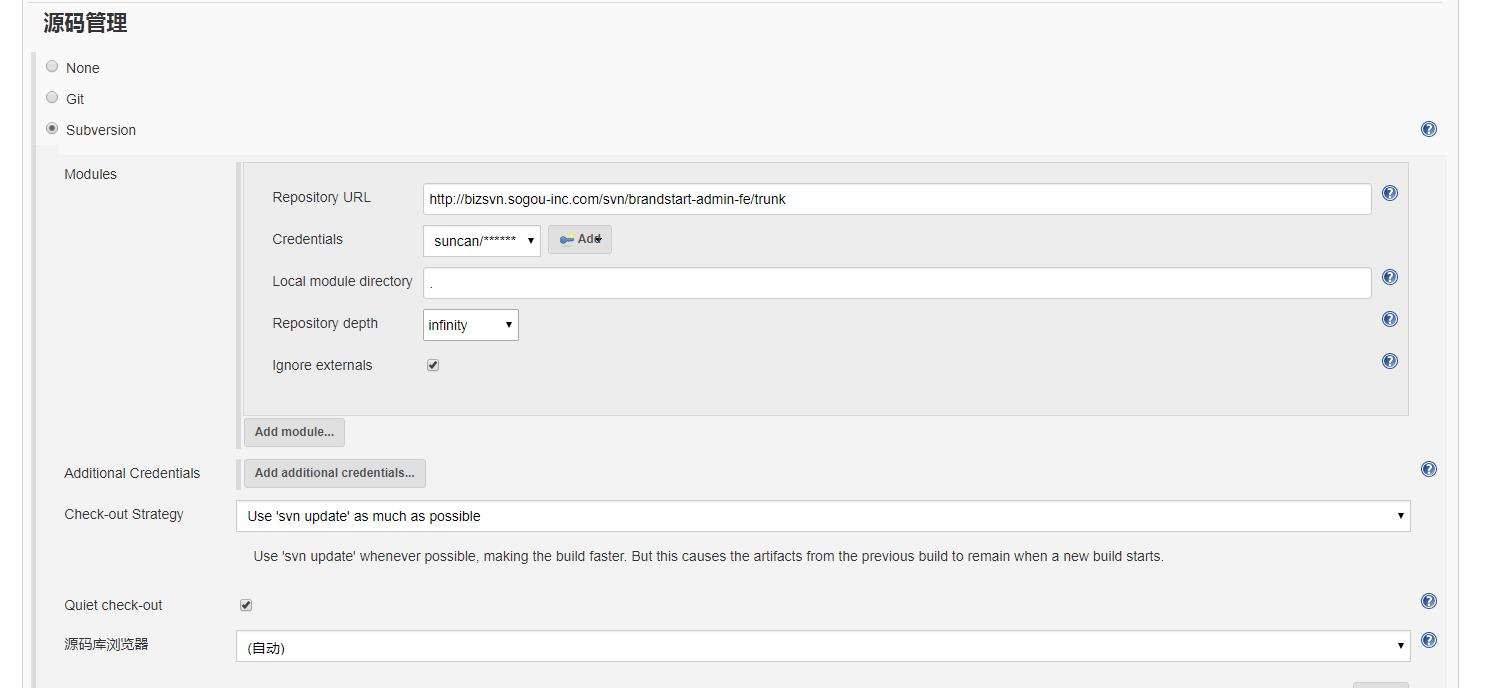 源码管理
None
Git
Subversion
Modules
Repository URL
http://bizsvn.sogou-inc.com/svn/brandstart-admin-fe/trunk
Credentials
suncan/******
Add
Local module directory
.
Repository depth
infinity
Ignore externals
Add module...
Additional Credentials
Add additional credentials...
Check-out Strategy
Use 'svn update' as much as possible
Use 'svn update' whenever possible, making the build faster. But this causes the artifacts from the previous build to remain when a new build starts.
Quiet check-out
源码库浏览器
(自动)